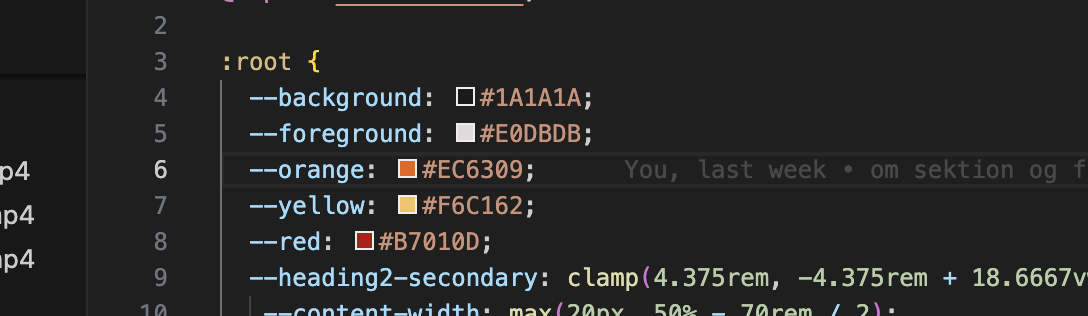 2
3 :root {
4 --background: #1A1A1A;
5 --foreground: #E0DBDB;
6 --orange: #EC6309; You, last week • om sektion og f
7 --yellow: #F6C162;
8 --red: #B7010D;
9 --heading2-secondary: clamp(4.375rem, -4.375rem + 18.6667v
10 --content-width: max(20px, 50% - 70rem / 2);
p4
p4
p4